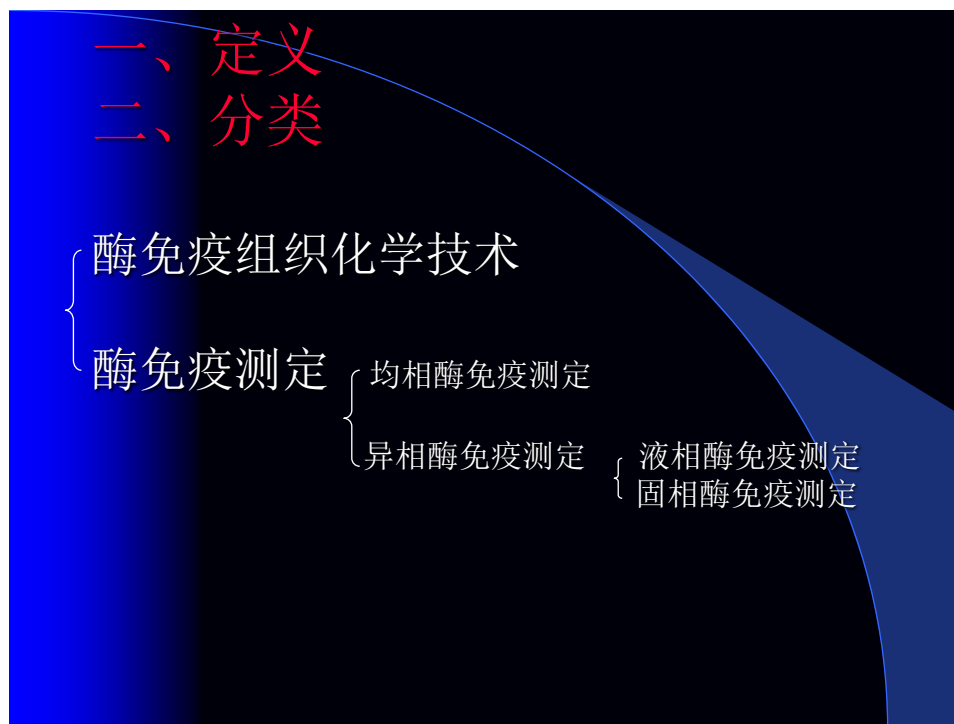 一、定义
二、分类
酶免疫组织化学技术
酶免疫测定
均相酶免疫测定
异相酶免疫测定
液相酶免疫测定
固相酶免疫测定